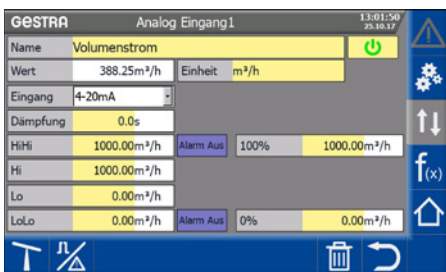 GESTRA Analog Eingang1 13:01:50
25.10.17
Name Volumenstrom
Wert 388.25m³/h Einheit m³/h
Eingang 4-20mA
Dämpfung 0.0s
HiHi 1000.00m³/h Alarm Aus 100% 1000.00m³/h
Hi 1000.00m³/h
Lo 0.00m³/h
LoLo 0.00m³/h Alarm Aus 0% 0.00m³/h
f(x)